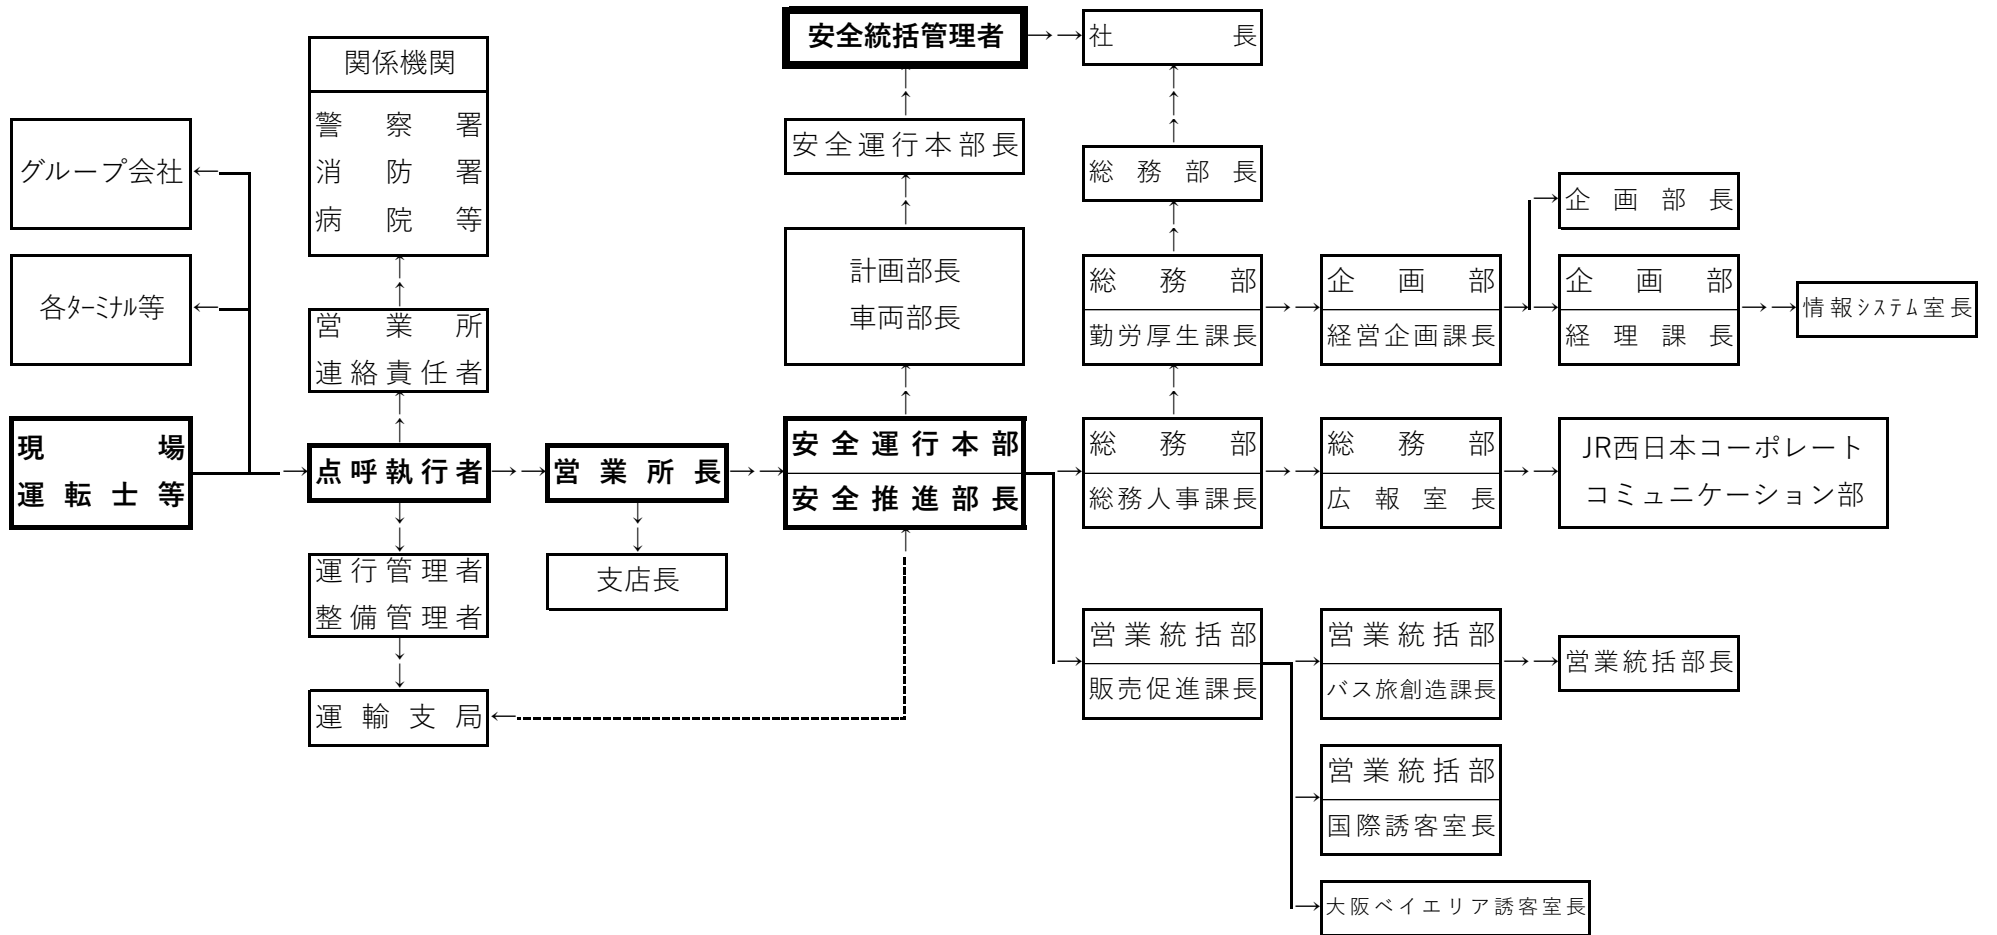 安全統括管理者
社長
関係機関
警察署
消防署
病院等
グループ会社
安全運行本部長
総務部長
企画部長
計画部長
車両部長
総務部
勤労厚生課長
企画部
経営企画課長
企画部
経理課長
情報システム室長
各ターミナル等
営業所
連絡責任者
現場
運転士等
点呼執行者
営業所長
安全運行本部
安全推進部長
総務部
総務人事課長
総務部
広報室長
JR西日本コーポレート
コミュニケーション部
運行管理者
整備管理者
支店長
運輸支局
営業統括部
販売促進課長
営業統括部
バス旅創造課長
営業統括部長
営業統括部
国際誘客室長
大阪ベイエリア誘客室長